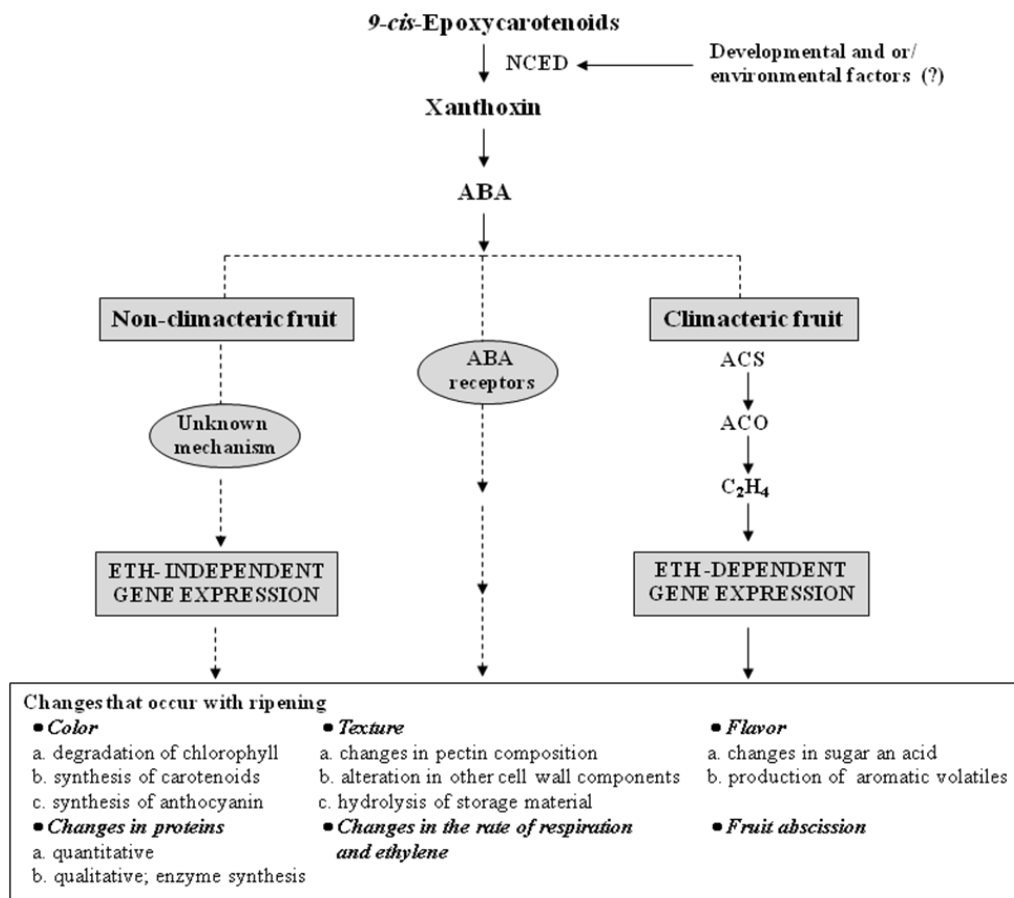 9-cis-Epoxycarotenoids
NCED
Developmental and or/
environmental factors (?)
Xanthoxin
ABA
Non-climacteric fruit
Climacteric fruit
ABA
receptors
ACS
Unknown
mechanism
ACO
C₂H₄
ETH- INDEPENDENT
GENE EXPRESSION
ETH -DEPENDENT
GENE EXPRESSION
Changes that occur with ripening
● Color
a. degradation of chlorophyll
b. synthesis of carotenoids
c. synthesis of anthocyanin
● Changes in proteins
a. quantitative
b. qualitative; enzyme synthesis
● Texture
a. changes in pectin composition
b. alteration in other cell wall components
c. hydrolysis of storage material
● Changes in the rate of respiration
and ethylene
● Flavor
a. changes in sugar an acid
b. production of aromatic volatiles
● Fruit abscission